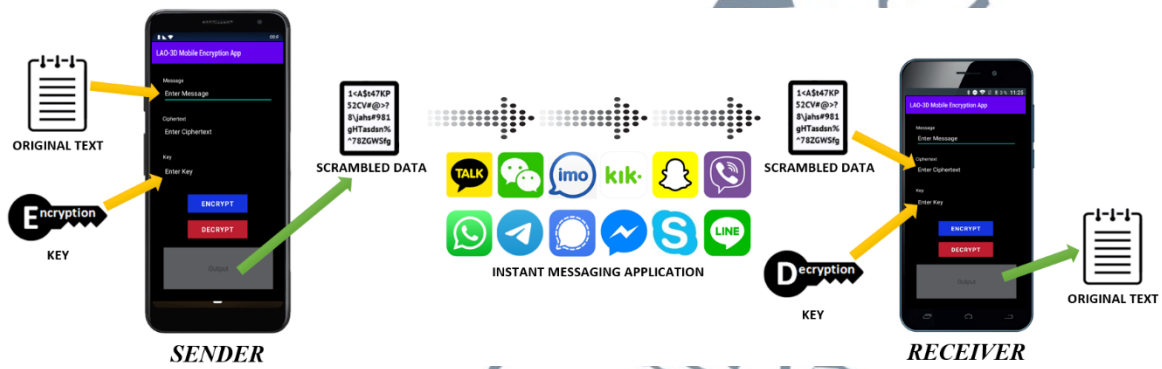 LAO-3D Mobile Encryption App
Message
Enter Message
Ciphertext
Enter Ciphertext
Key
Enter Key
ENCRYPT
DECRYPT
Output
ORIGINAL TEXT
Encryption
KEY
SENDER
1<A$t47KP
52CV#@>?
8\jahs#981
gHTasdsn%
^78ZGWSfg
SCRAMBLED DATA
TALK
imo
kik
LINE
INSTANT MESSAGING APPLICATION
1<A$t47KP
52CV#@>?
8\jahs#981
gHTasdsn%
^78ZGWSfg
SCRAMBLED DATA
Decryption
KEY
11:25
LAO-3D Mobile Encryption App
Message
Enter Message
Ciphertext
Enter Ciphertext
Key
Enter Key
ENCRYPT
DECRYPT
Output
RECEIVER
ORIGINAL TEXT